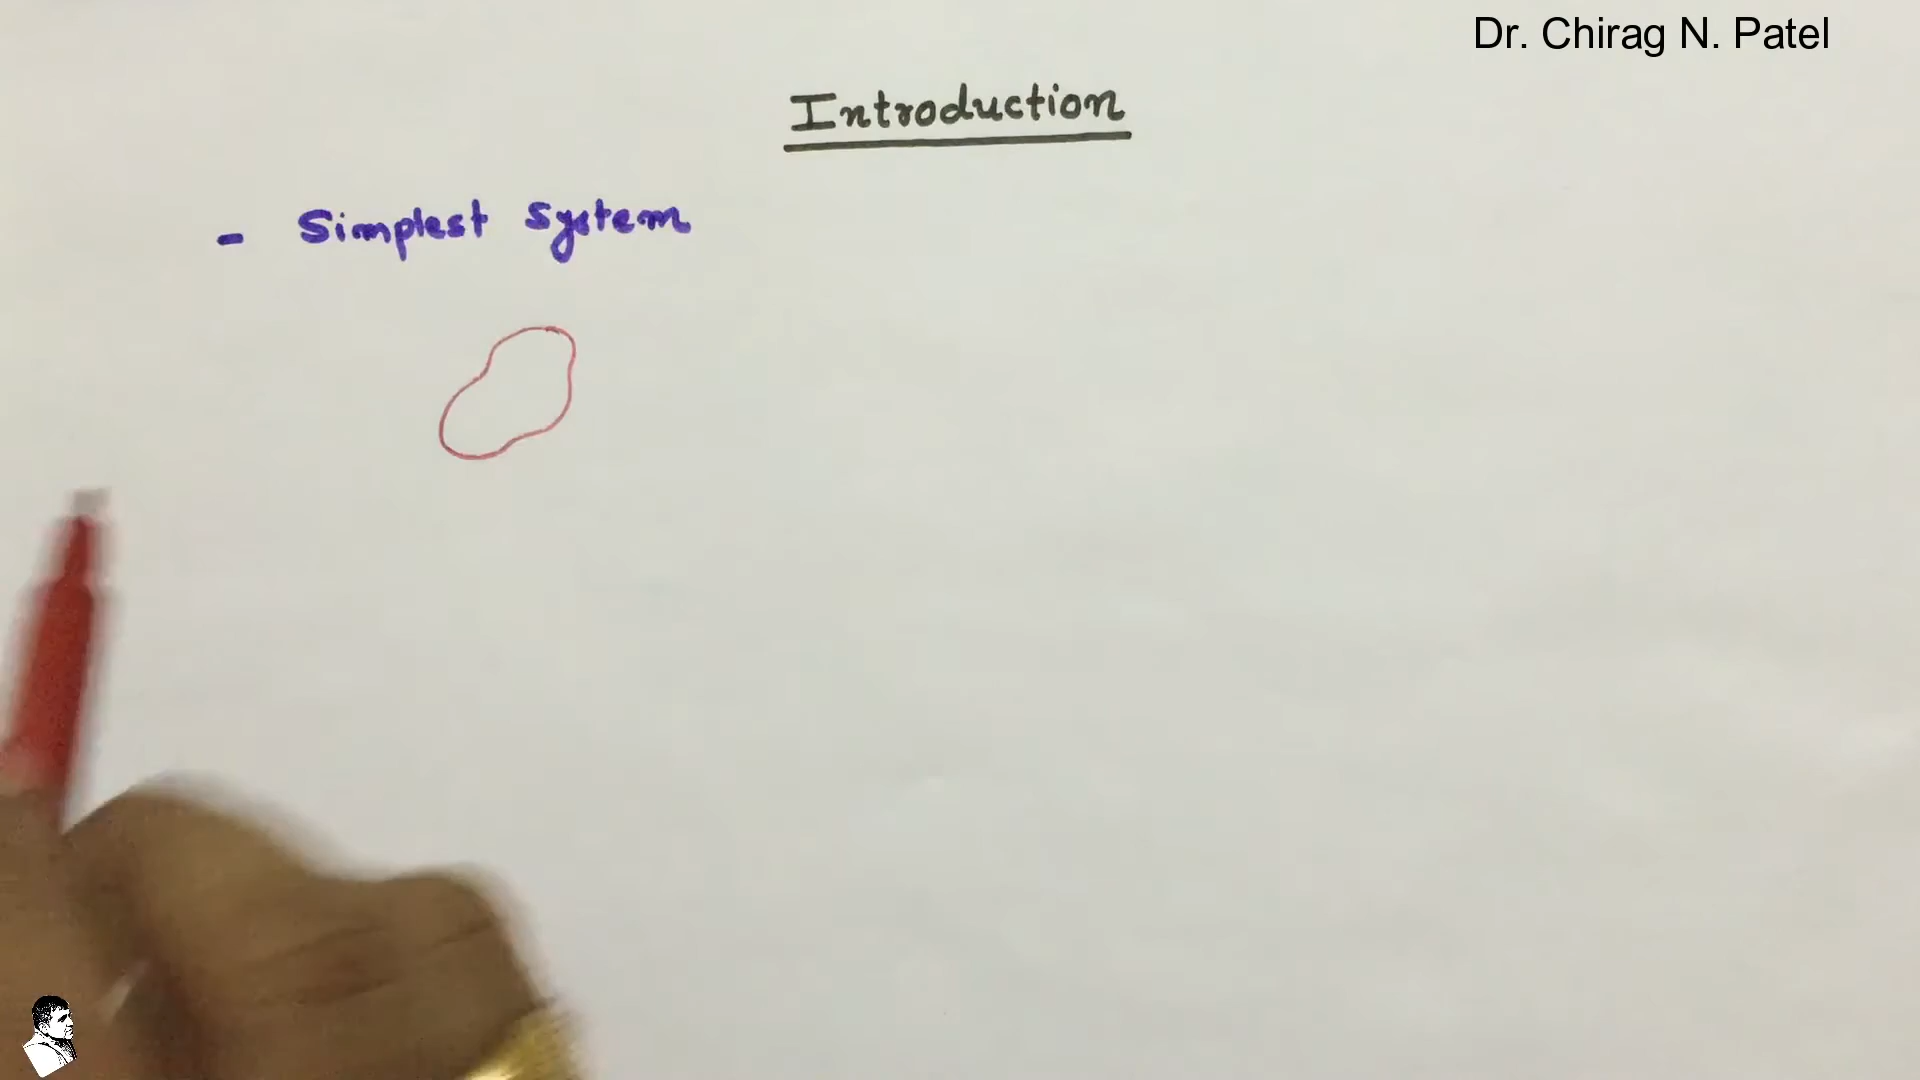 Dr. Chirag N. Patel
Introduction
- Simplest System